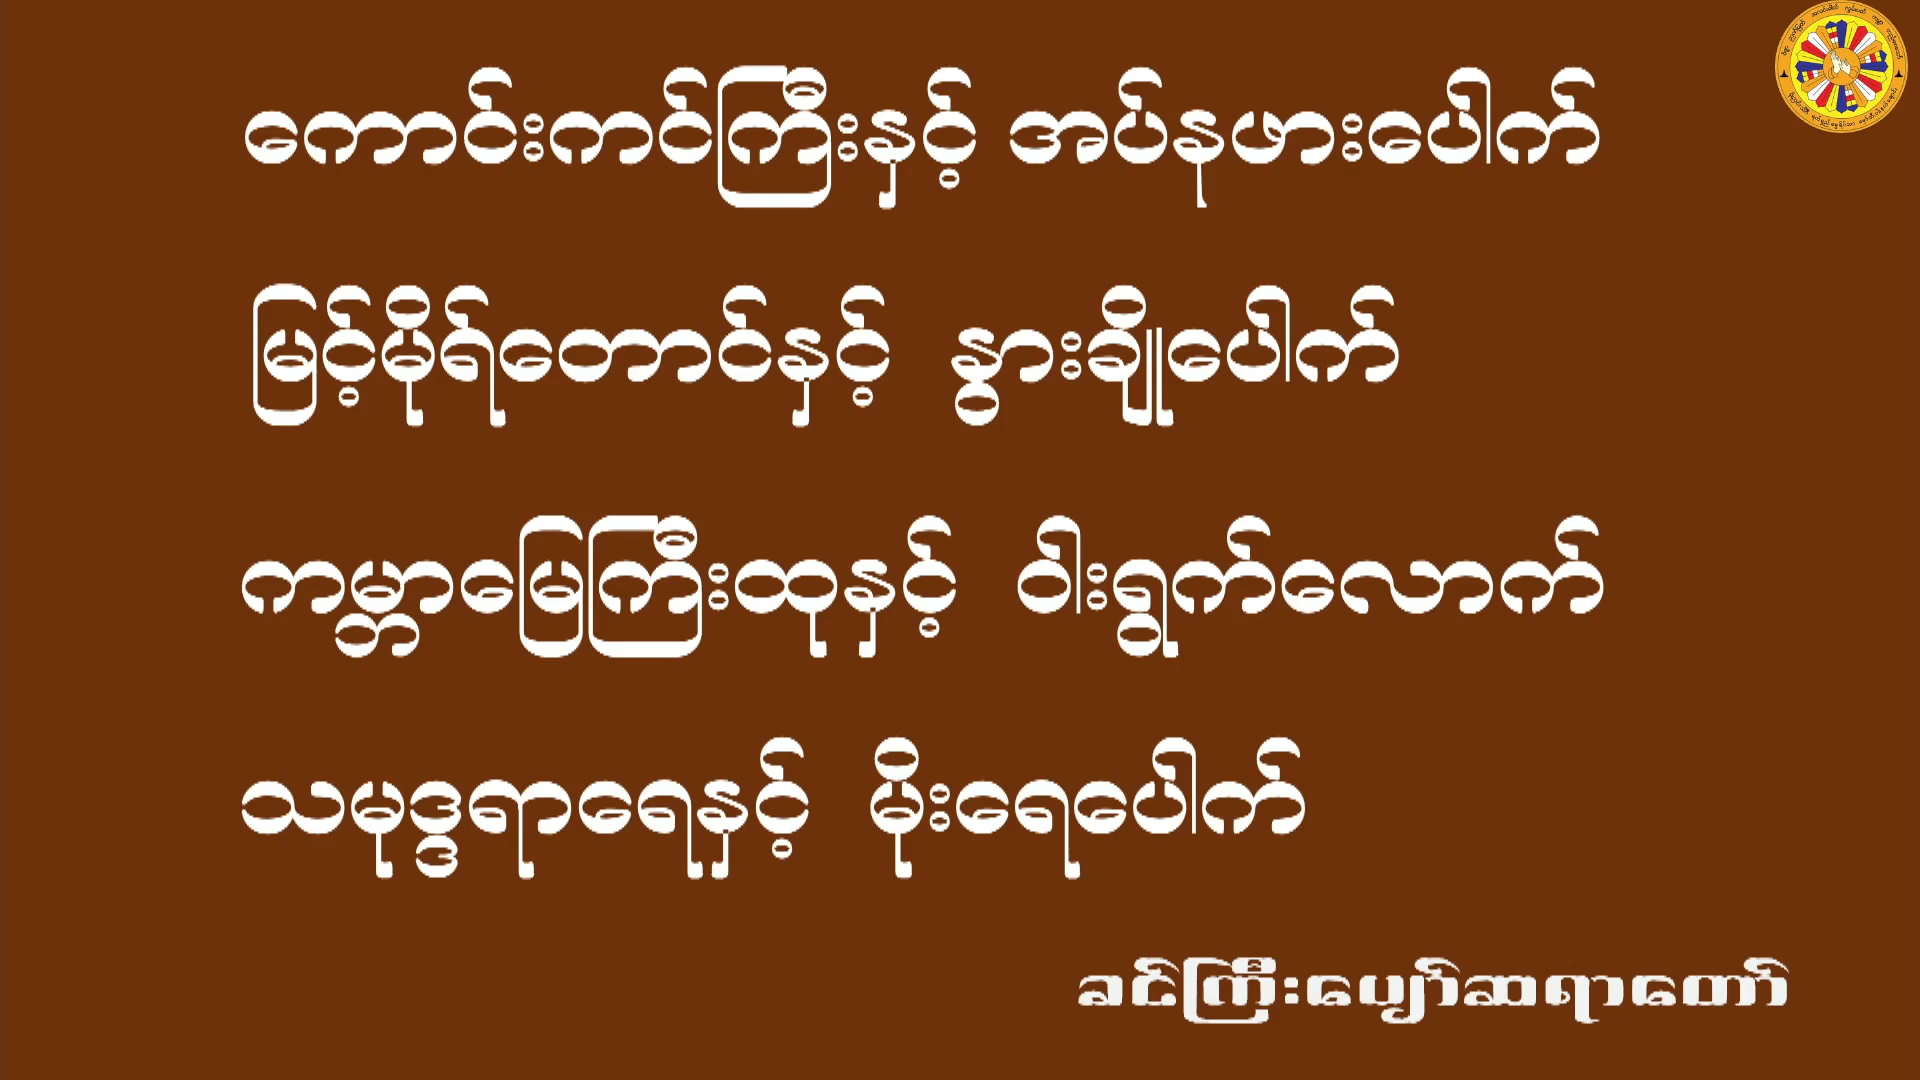 ကောင်းကင်ကြီးနှင့် အပ်နဖားပေါက်
မြင့်မိုရ်တောင်နှင့် နွားချိုပေါက်
ကမ္ဘာမြေကြီးထုနှင့် ဝါးရွက်လောက်
သမုဒ္ဒရာရေနှင့် မိုးရေပေါက်
ခင်ကြီးပျော်ဆရာတော်